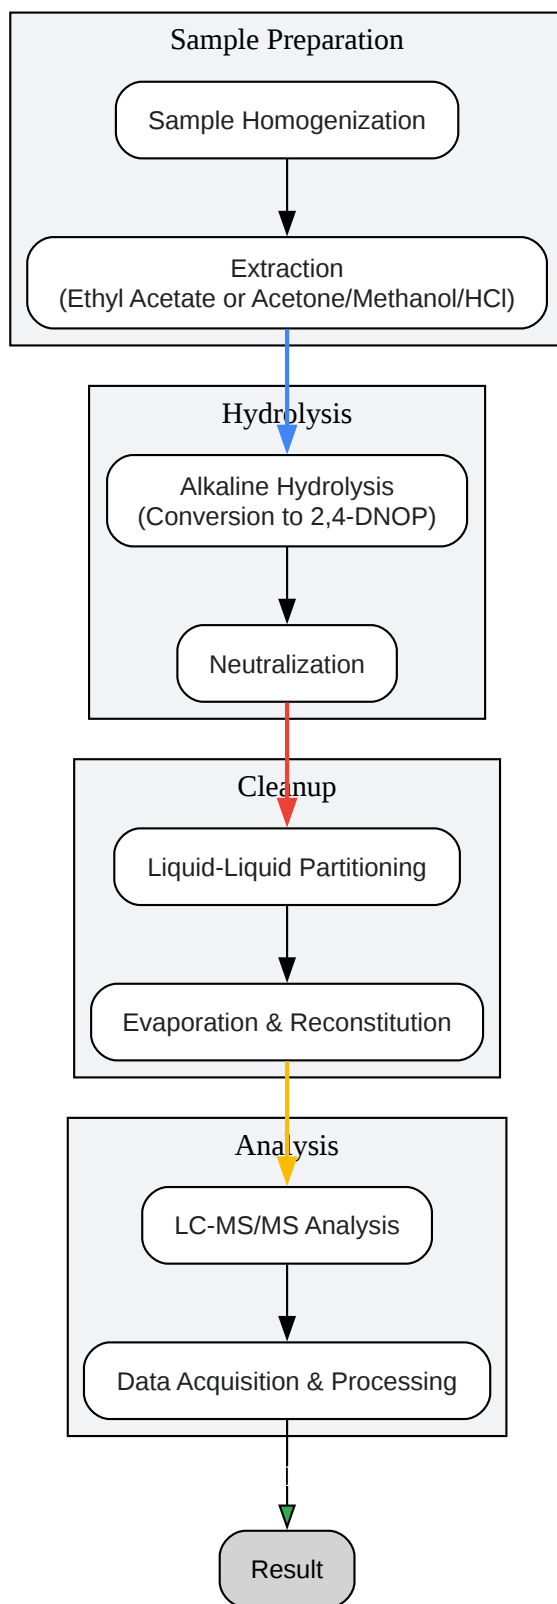 Sample Preparation
Sample Homogenization
Extraction
(Ethyl Acetate or Acetone/Methanol/HCl)
Hydrolysis
Alkaline Hydrolysis
(Conversion to 2,4-DNOP)
Neutralization
Cleanup
Liquid-Liquid Partitioning
Evaporation & Reconstitution
Analysis
LC-MS/MS Analysis
Data Acquisition & Processing
Result